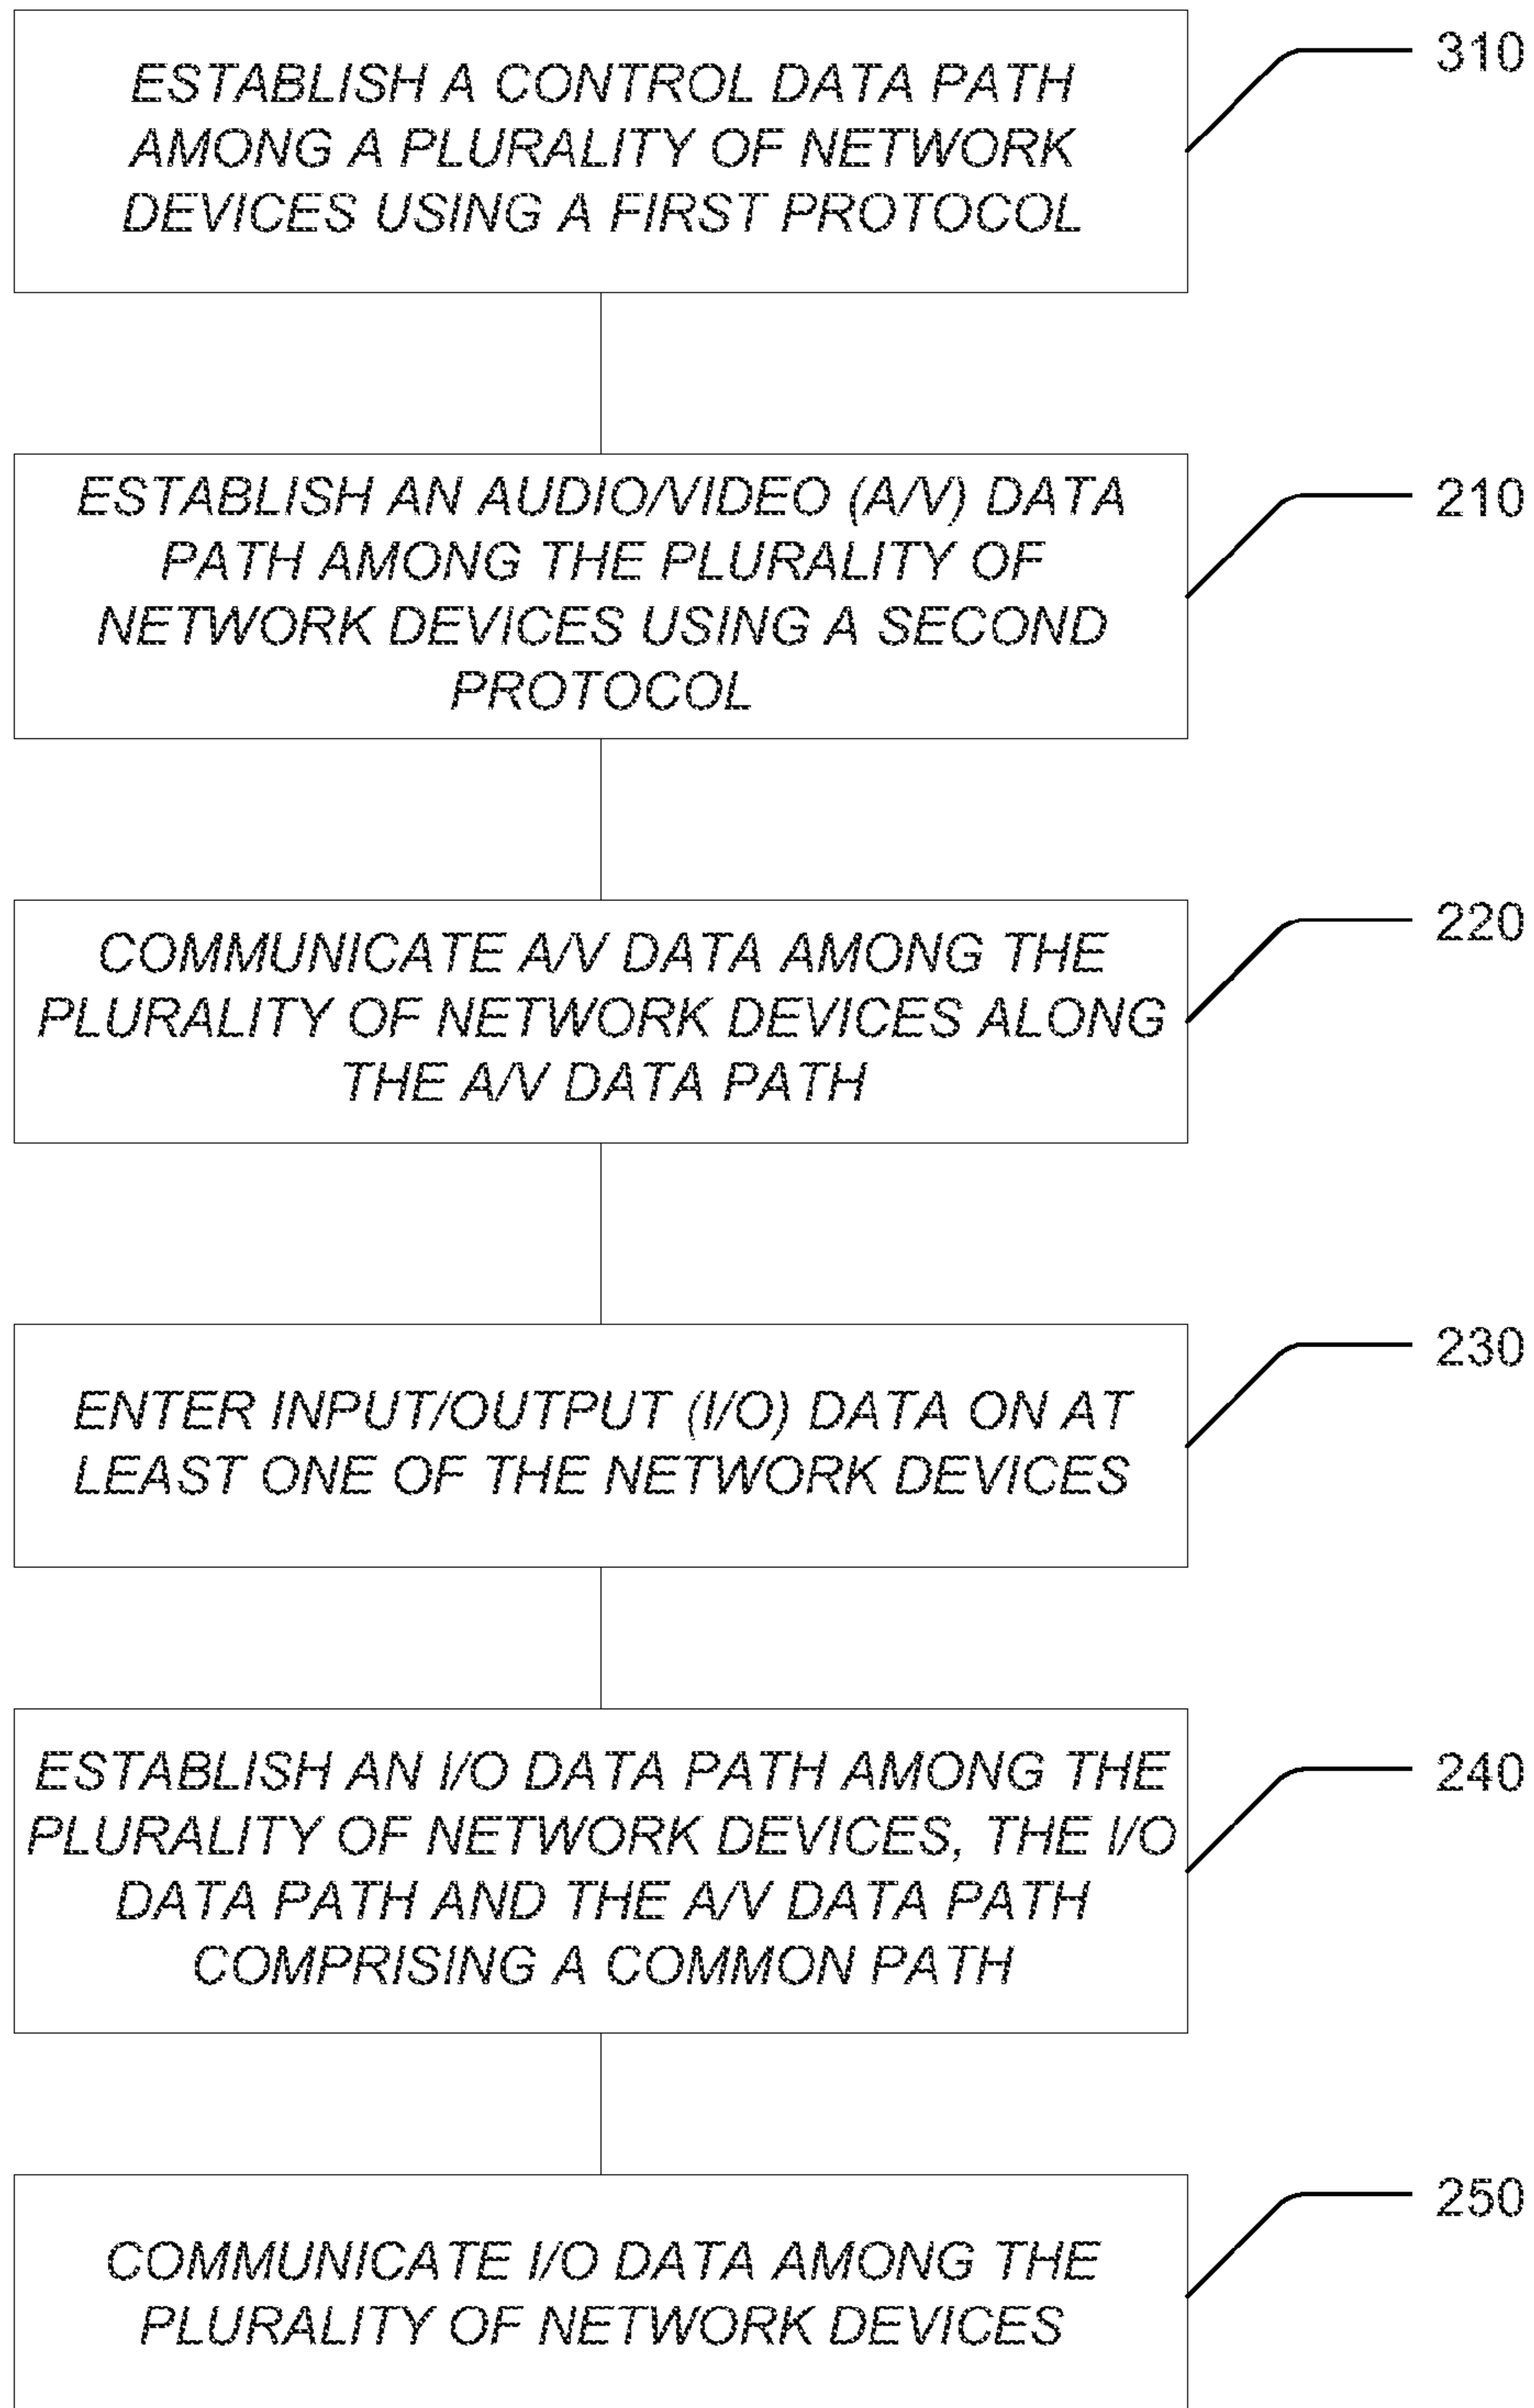 ESTABLISH A CONTROL DATA PATH
AMONG A PLURALITY OF NETWORK
DEVICES USING A FIRST PROTOCOL
310
ESTABLISH AN AUDIO/VIDEO (A/V) DATA
PATH AMONG THE PLURALITY OF
NETWORK DEVICES USING A SECOND
PROTOCOL
210
COMMUNICATE A/V DATA AMONG THE
PLURALITY OF NETWORK DEVICES ALONG
THE A/V DATA PATH
220
ENTER INPUT/OUTPUT (I/O) DATA ON AT
LEAST ONE OF THE NETWORK DEVICES
230
ESTABLISH AN I/O DATA PATH AMONG THE
PLURALITY OF NETWORK DEVICES, THE I/O
DATA PATH AND THE A/V DATA PATH
COMPRISING A COMMON PATH
240
COMMUNICATE I/O DATA AMONG THE
PLURALITY OF NETWORK DEVICES
250